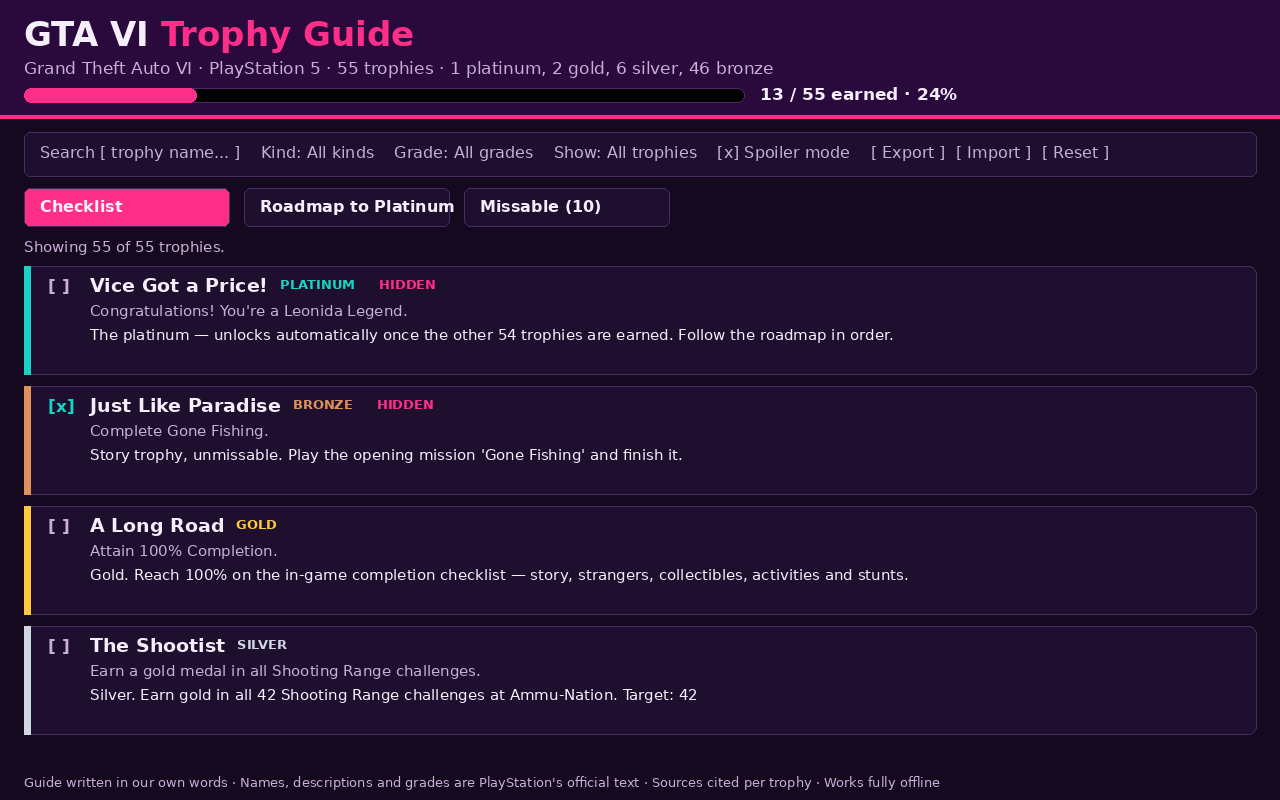 GTA VI Trophy Guide
Grand Theft Auto VI · PlayStation 5 · 55 trophies · 1 platinum, 2 gold, 6 silver, 46 bronze
13 / 55 earned · 24%
Search [ trophy name... ] Kind: All kinds Grade: All grades Show: All trophies [x] Spoiler mode [ Export ] [ Import ] [ Reset ]
Checklist Roadmap to Platinum Missable (10)
Showing 55 of 55 trophies.
[ ] Vice Got a Price! PLATINUM HIDDEN
Congratulations! You're a Leonida Legend.
The platinum — unlocks automatically once the other 54 trophies are earned. Follow the roadmap in order.
[x] Just Like Paradise BRONZE HIDDEN
Complete Gone Fishing.
Story trophy, unmissable. Play the opening mission 'Gone Fishing' and finish it.
[ ] A Long Road GOLD
Attain 100% Completion.
Gold. Reach 100% on the in-game completion checklist — story, strangers, collectibles, activities and stunts.
[ ] The Shootist SILVER
Earn a gold medal in all Shooting Range challenges.
Silver. Earn gold in all 42 Shooting Range challenges at Ammu-Nation. Target: 42
Guide written in our own words · Names, descriptions and grades are PlayStation's official text · Sources cited per trophy · Works fully offline